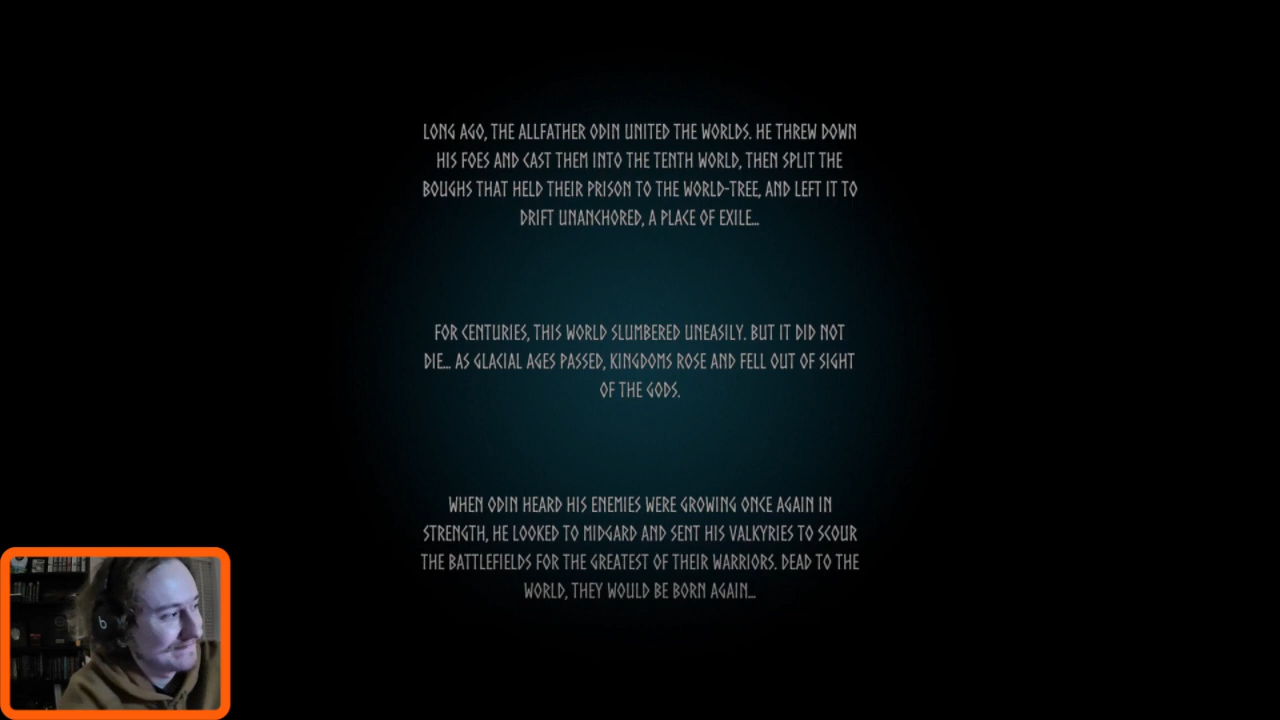 LONG AGO, THE ALLFATHER ODIN UNITED THE WORLDS. HE THREW DOWN
HIS FOES AND CAST THEM INTO THE TENTH WORLD, THEN SPLIT THE
BOUGHS THAT HELD THEIR PRISON TO THE WORLD-TREE, AND LEFT IT TO
DRIFT UNANCHORED, A PLACE OF EXILE...
FOR CENTURIES, THIS WORLD SLUMBERED UNEASILY. BUT IT DID NOT
DIE... AS GLACIAL AGES PASSED, KINGDOMS ROSE AND FELL OUT OF SIGHT
OF THE GODS.
WHEN ODIN HEARD HIS ENEMIES WERE GROWING ONCE AGAIN IN
STRENGTH, HE LOOKED TO MIDGARD AND SENT HIS VALKYRIES TO SCOUR
THE BATTLEFIELDS FOR THE GREATEST OF THEIR WARRIORS. DEAD TO THE
WORLD, THEY WOULD BE BORN AGAIN...
b